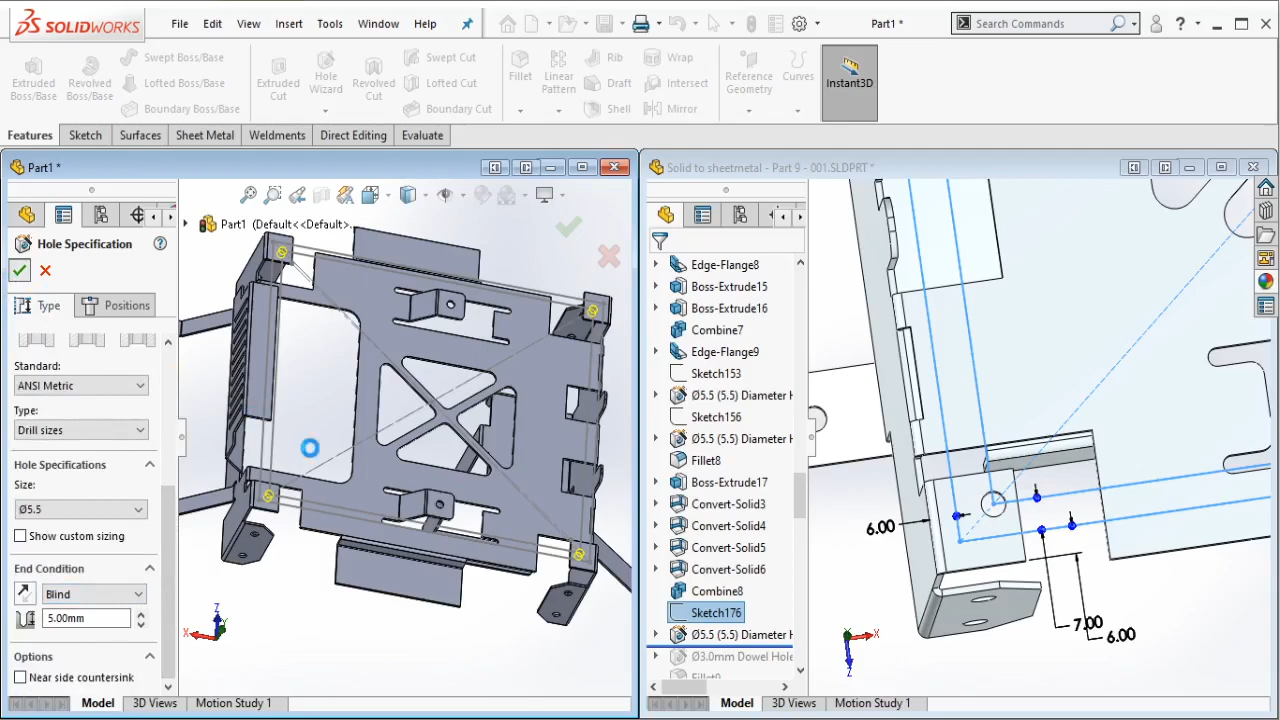 SOLIDWORKS File Edit View Insert Tools Window Help Part1 * Search Commands ?
Extruded Boss/Base Revolved Boss/Base Swept Boss/Base Lofted Boss/Base Boundary Boss/Base Extruded Cut Hole Wizard Revolved Cut Swept Cut Lofted Cut Boundary Cut Fillet Linear Pattern Rib Draft Shell Wrap Intersect Mirror Reference Geometry Curves Instant3D
Features Sketch Surfaces Sheet Metal Weldments Direct Editing Evaluate
Part1 *
Part1 (Default<<Default>.
Hole Specification
Type Positions
Standard:
ANSI Metric
Type:
Drill sizes
Hole Specifications
Size:
Ø5.5
Show custom sizing
End Condition
Blind
5.00mm
Options
Near side countersink
Z
X
Y
Model 3D Views Motion Study 1
Solid to sheetmetal - Part 9 - 001.SLDPRT *
Edge-Flange8
Boss-Extrude15
Boss-Extrude16
Combine7
Edge-Flange9
Sketch153
Ø5.5 (5.5) Diameter H
Sketch156
Ø5.5 (5.5) Diameter H
Fillet8
Boss-Extrude17
Convert-Solid3
Convert-Solid4
Convert-Solid5
Convert-Solid6
Combine8
Sketch176
Ø5.5 (5.5) Diameter H
Ø3.0mm Dowel Hole
Fillet9
6.00
7.00
6.00
X
Z
Model 3D Views Motion Study 1